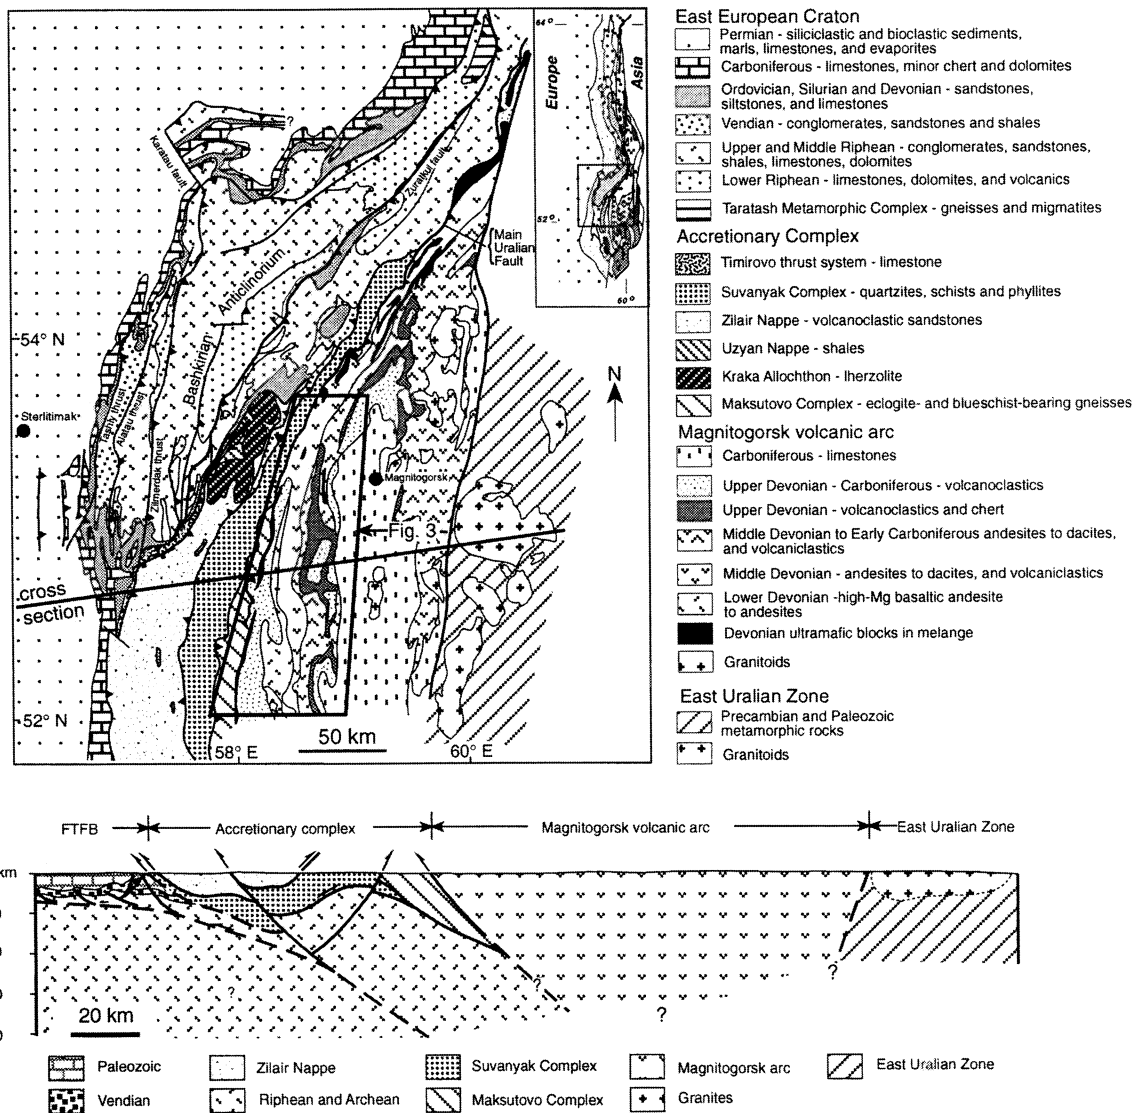 East European Craton
Permian - siliciclastic and bioclastic sediments,
marls, limestones, and evaporites
Carboniferous - limestones, minor chert and dolomites
Ordovician, Silurian and Devonian - sandstones,
siltstones, and limestones
Vendian - conglomerates, sandstones and shales
Upper and Middle Riphean - conglomerates, sandstones,
shales, limestones, dolomites
Lower Riphean - limestones, dolomites, and volcanics
Taratash Metamorphic Complex - gneisses and migmatites
Accretionary Complex
Timirovo thrust system - limestone
Suvanyak Complex - quartzites, schists and phyllites
Zilair Nappe - volcanoclastic sandstones
Uzyan Nappe - shales
Kraka Allochthon - lherzolite
Maksutovo Complex - eclogite- and blueschist-bearing gneisses
Magnitogorsk volcanic arc
Carboniferous - limestones
Upper Devonian - Carboniferous - volcanoclastics
Upper Devonian - volcanoclastics and chert
Middle Devonian to Early Carboniferous andesites to dacites,
and volcaniclastics
Middle Devonian - andesites to dacites, and volcaniclastics
Lower Devonian -high-Mg basaltic andesite
to andesites
Devonian ultramafic blocks in melange
Granitoids
East Uralian Zone
Precambian and Paleozoic
metamorphic rocks
Granitoids
64°
Europe
Asia
52°
60°
?
Karatau fault
Zuratkul fault
Main
Uralian
Fault
Bashkirian Anticlinorium
54° N
N
Sterlitimak
Alatau thrust
Zilmerdak thrust
Magnitogorsk
Fig. 3
cross
section
52° N
58° E
50 km
60° E
FTFB
Accretionary complex
Magnitogorsk volcanic arc
East Uralian Zone
km
?
?
?
?
20 km
Paleozoic
Zilair Nappe
Suvanyak Complex
Magnitogorsk arc
East Uralian Zone
Vendian
Riphean and Archean
Maksutovo Complex
Granites